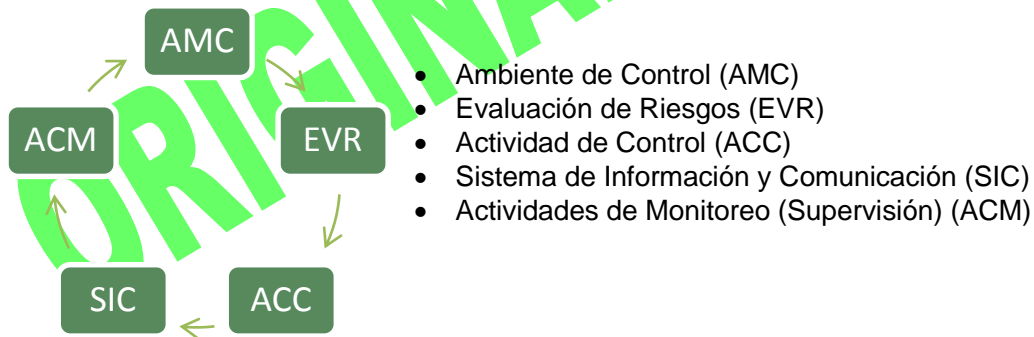 AMC
EVR
ACC
SIC
ACM
• Ambiente de Control (AMC)
• Evaluación de Riesgos (EVR)
• Actividad de Control (ACC)
• Sistema de Información y Comunicación (SIC)
• Actividades de Monitoreo (Supervisión) (ACM)